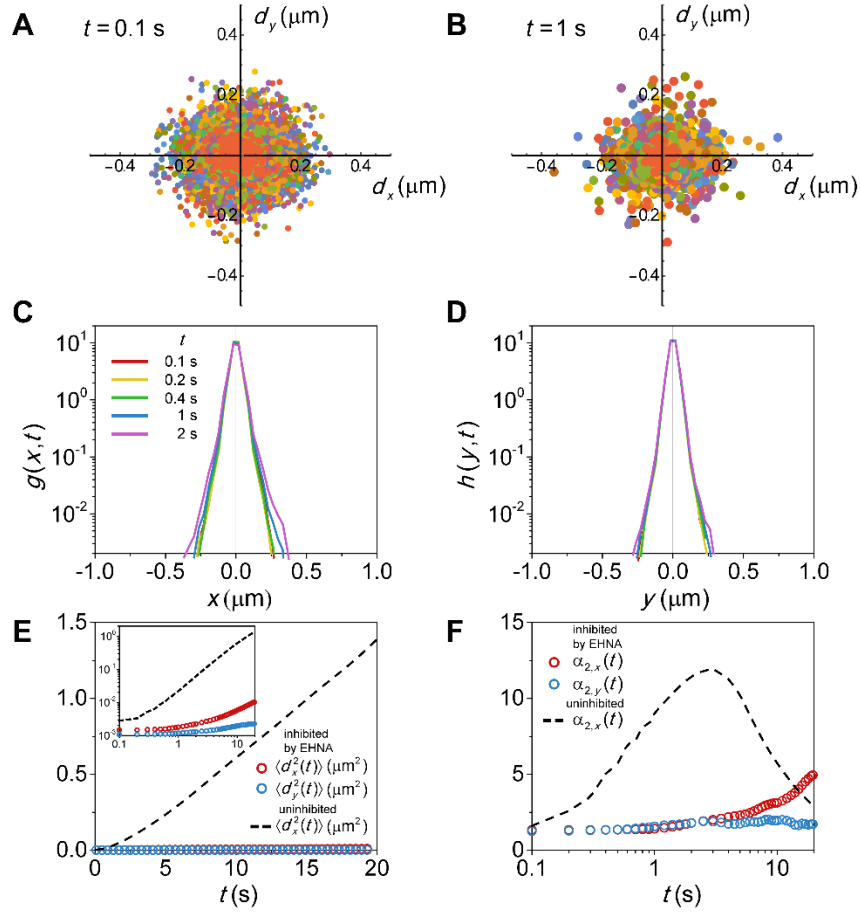 A
t = 0.1 s
d_y (μm)
0.4
0.2
−0.4
−0.2
0.2
0.4
d_x (μm)
−0.2
−0.4
B
t = 1 s
d_y (μm)
0.4
0.2
−0.4
−0.2
0.2
0.4
d_x (μm)
−0.2
−0.4
C
g(x,t)
10^1
10^0
10^-1
10^-2
t
0.1 s
0.2 s
0.4 s
1 s
2 s
-1.0 -0.5 0.0 0.5 1.0
x (μm)
D
h(y,t)
10^1
10^0
10^-1
10^-2
-1.0 -0.5 0.0 0.5 1.0
y (μm)
E
1.5
1.0
0.5
0.0
10^0
10^-1
10^-2
10^-3
0.1 1 10
inhibited
by EHNA
⟨d_x^2(t)⟩ (μm^2)
⟨d_y^2(t)⟩ (μm^2)
uninhibited
⟨d_x^2(t)⟩ (μm^2)
0 5 10 15 20
t (s)
F
15
10
5
0
inhibited
by EHNA
α_2,x(t)
α_2,y(t)
uninhibited
α_2,x(t)
0.1 1 10
t (s)